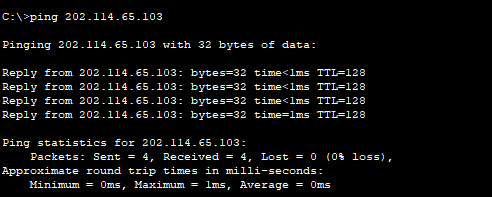 C:\>ping 202.114.65.103
Pinging 202.114.65.103 with 32 bytes of data:
Reply from 202.114.65.103: bytes=32 time<1ms TTL=128
Reply from 202.114.65.103: bytes=32 time<1ms TTL=128
Reply from 202.114.65.103: bytes=32 time<1ms TTL=128
Reply from 202.114.65.103: bytes=32 time=1ms TTL=128
Ping statistics for 202.114.65.103:
    Packets: Sent = 4, Received = 4, Lost = 0 (0% loss),
Approximate round trip times in milli-seconds:
    Minimum = 0ms, Maximum = 1ms, Average = 0ms